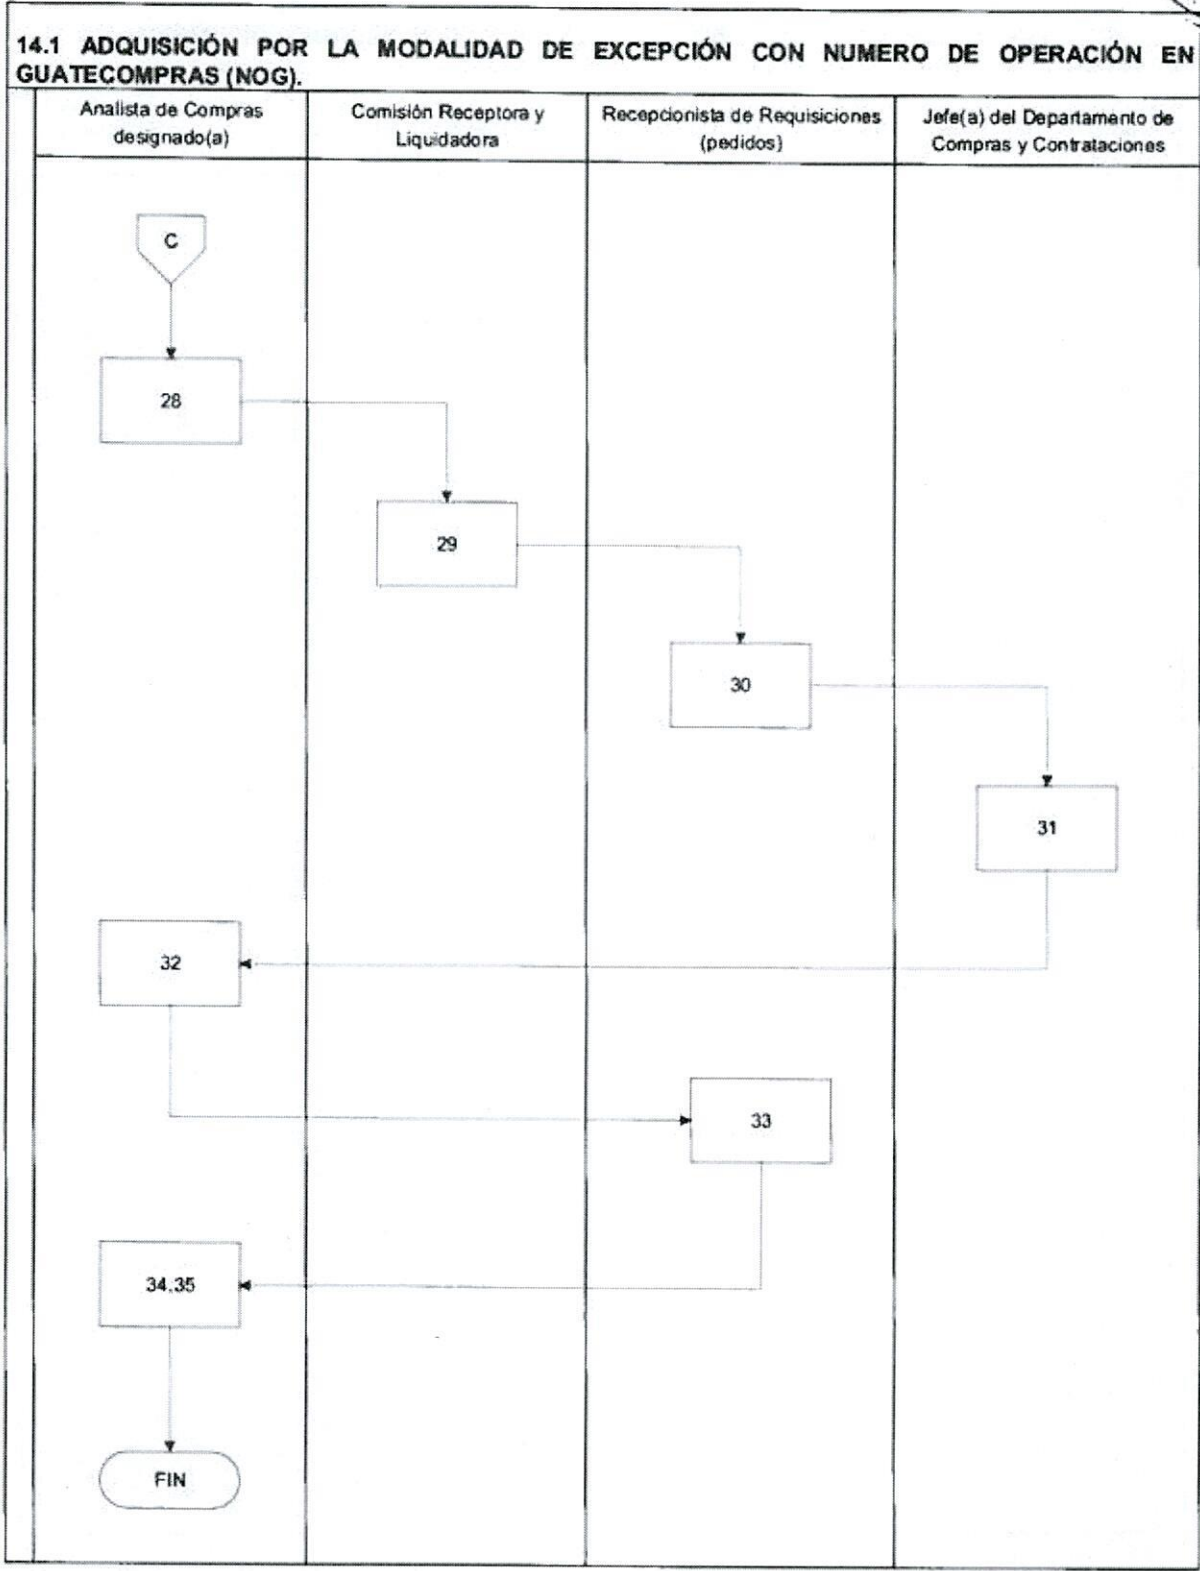 14.1 ADQUISICIÓN POR LA MODALIDAD DE EXCEPCIÓN CON NUMERO DE OPERACIÓN EN
GUATECOMPRAS (NOG).
Analista de Compras
designado(a)
Comisión Receptora y
Liquidadora
Recepcionista de Requisiciones
(pedidos)
Jefe(a) del Departamento de
Compras y Contrataciones
C
28
29
30
31
32
33
34,35
FIN